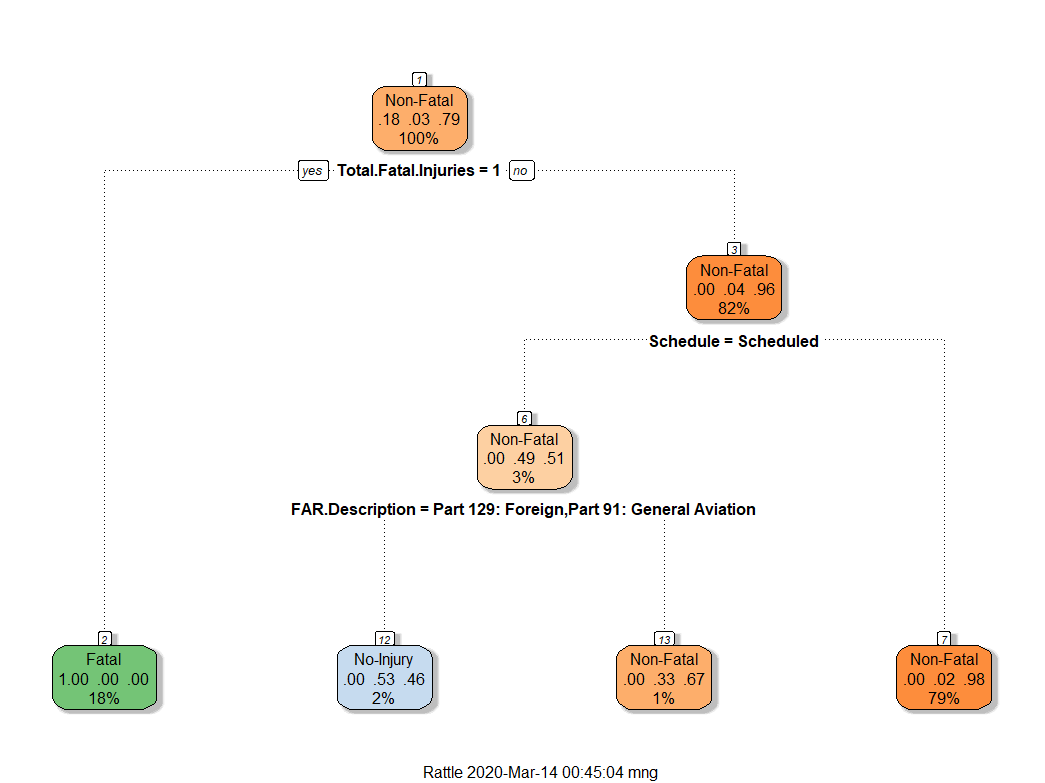 1
Non-Fatal
.18 .03 .79
100%
yes Total.Fatal.Injuries = 1 no
3
Non-Fatal
.00 .04 .96
82%
Schedule = Scheduled
6
Non-Fatal
.00 .49 .51
3%
FAR.Description = Part 129: Foreign,Part 91: General Aviation
2
Fatal
1.00 .00 .00
18%
12
No-Injury
.00 .53 .46
2%
13
Non-Fatal
.00 .33 .67
1%
7
Non-Fatal
.00 .02 .98
79%
Rattle 2020-Mar-14 00:45:04 mng